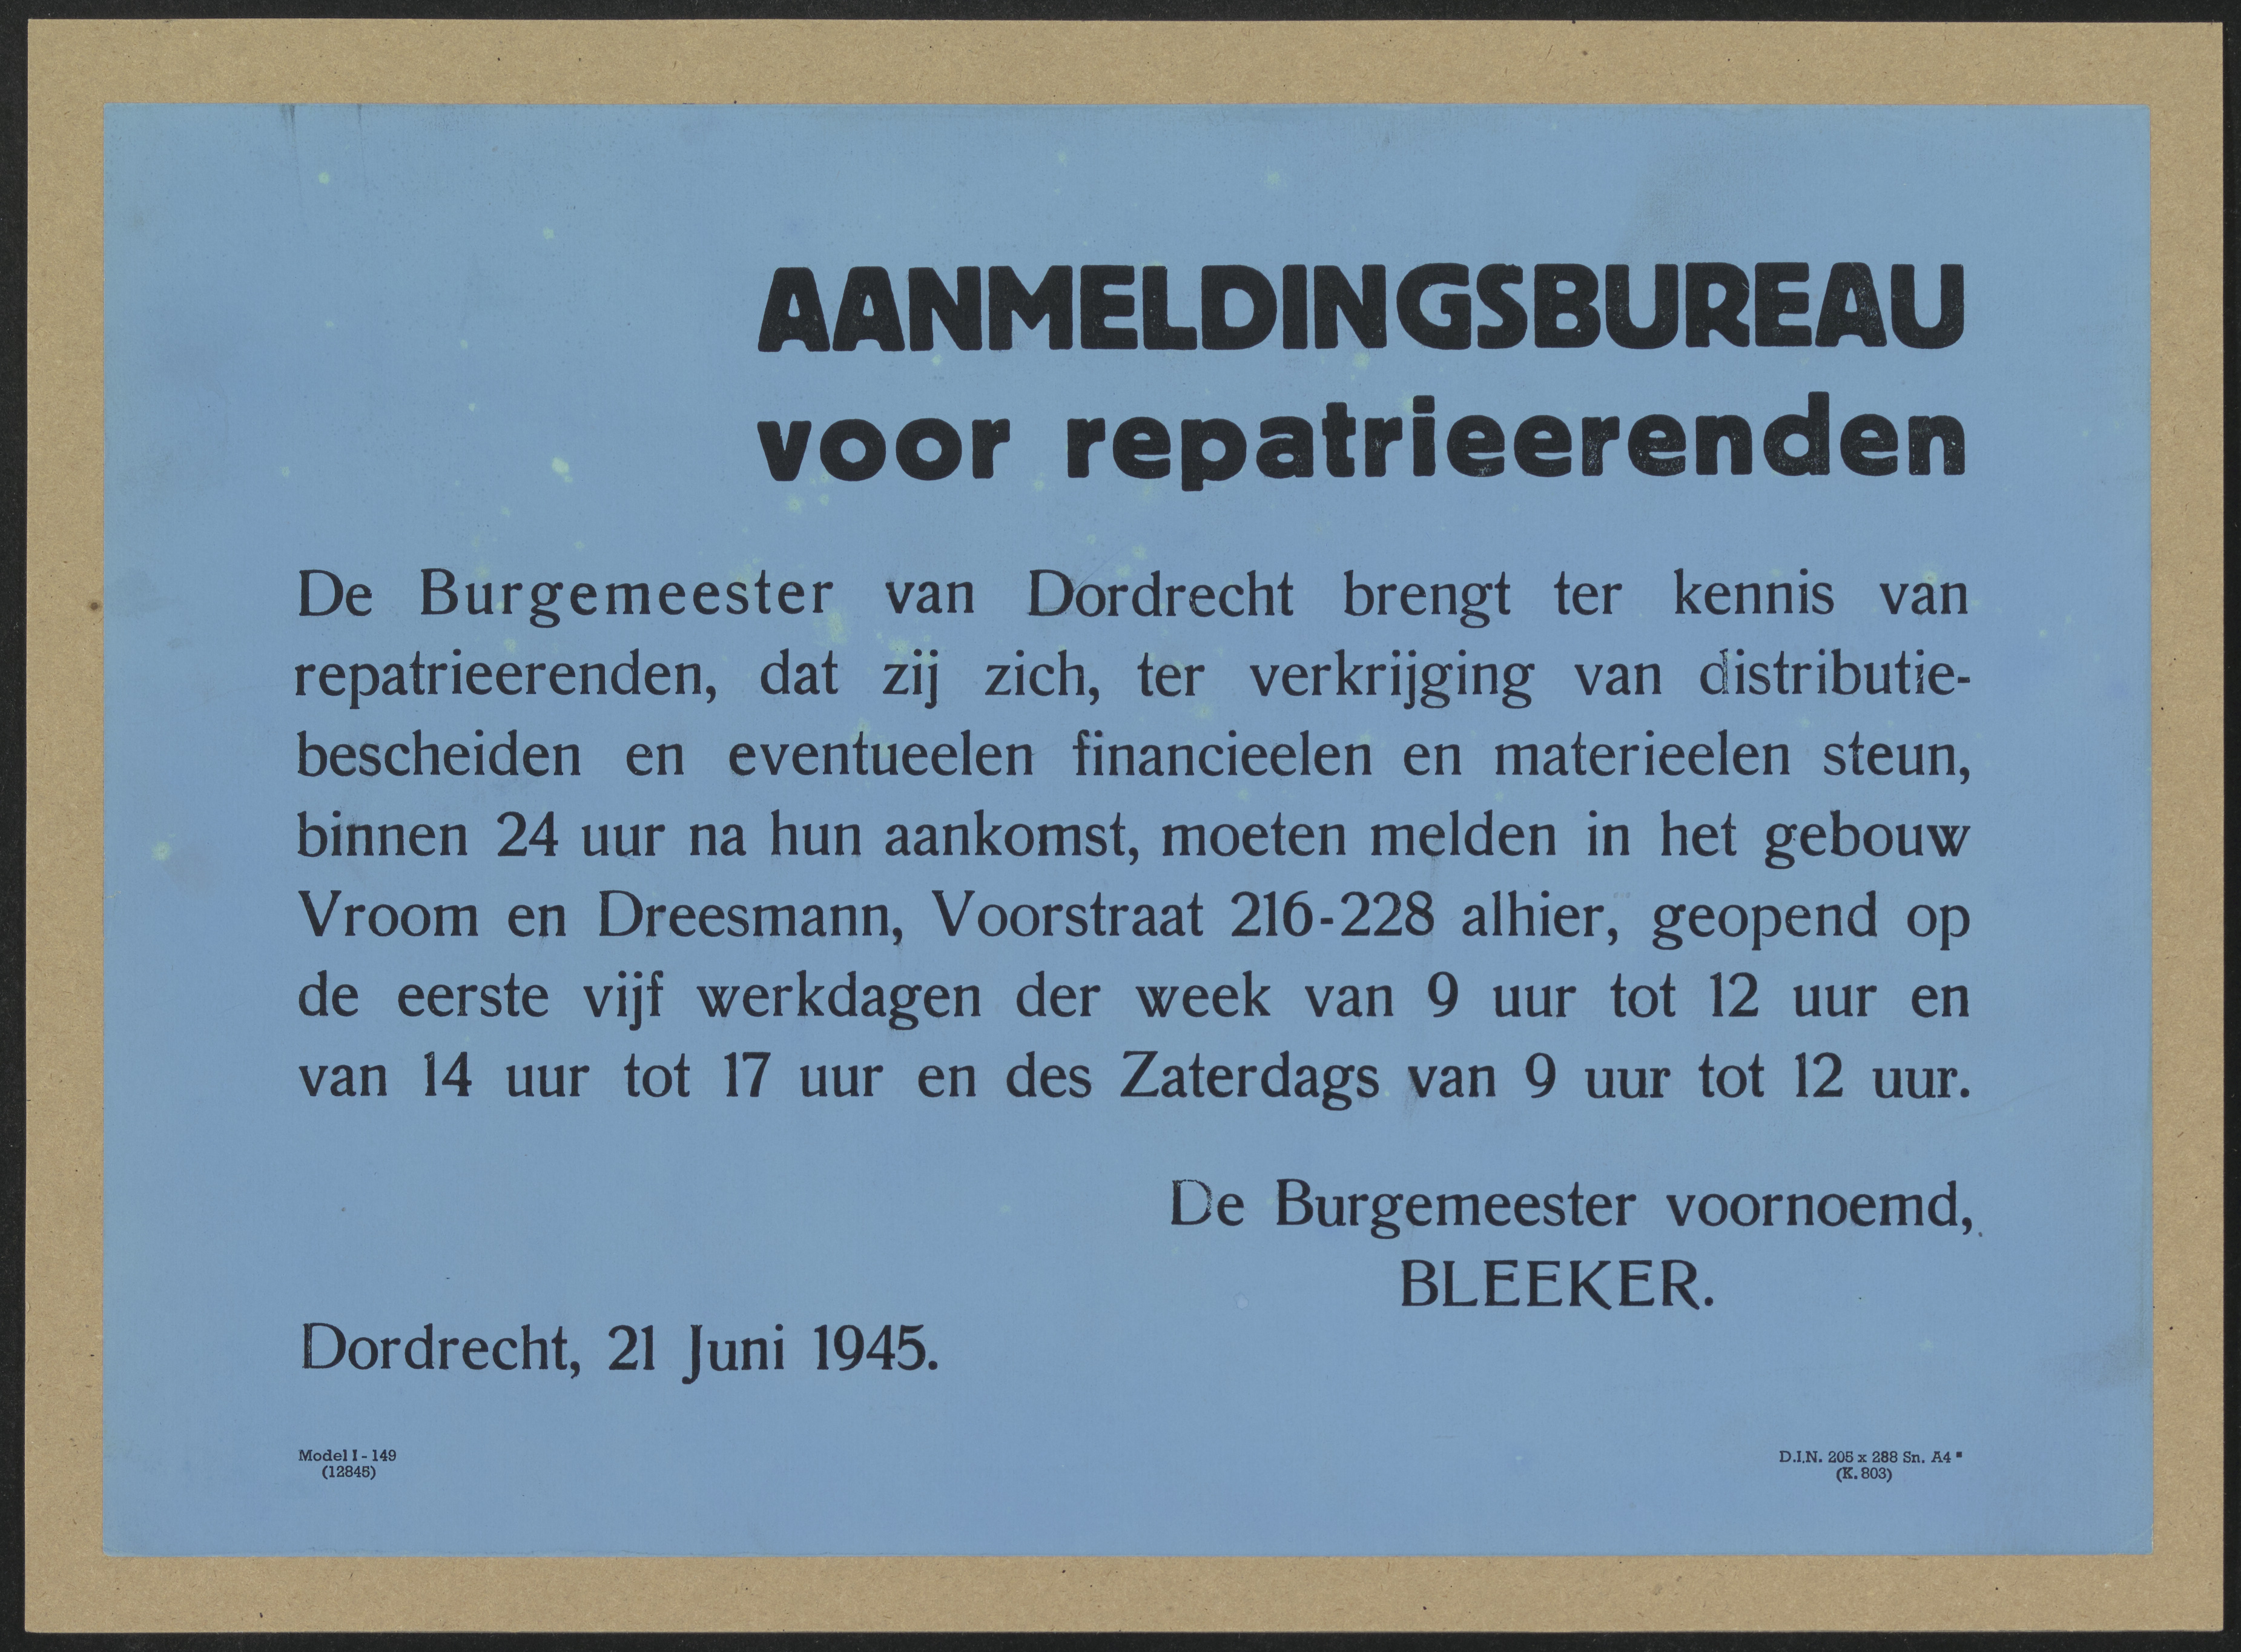 AANMELDINGSBUREAU
voor repatrieerenden
De Burgemeester van Dordrecht brengt ter kennis van
repatrieerenden, dat zij zich, ter verkrijging van distributie-
bescheiden en eventueelen financieelen en materieelen steun,
binnen 24 uur na hun aankomst, moeten melden in het gebouw
Vroom en Dreesmann, Voorstraat 216-228 alhier, geopend op
de eerste vijf werkdagen der week van 9 uur tot 12 uur en
van 14 uur tot 17 uur en des Zaterdags van 9 uur tot 12 uur.
De Burgemeester voornoemd,
BLEEKER.
Dordrecht, 21 Juni 1945.
Model I - 149
(12845)
D.I.N. 205 x 288 Sn. A4
(K. 803)